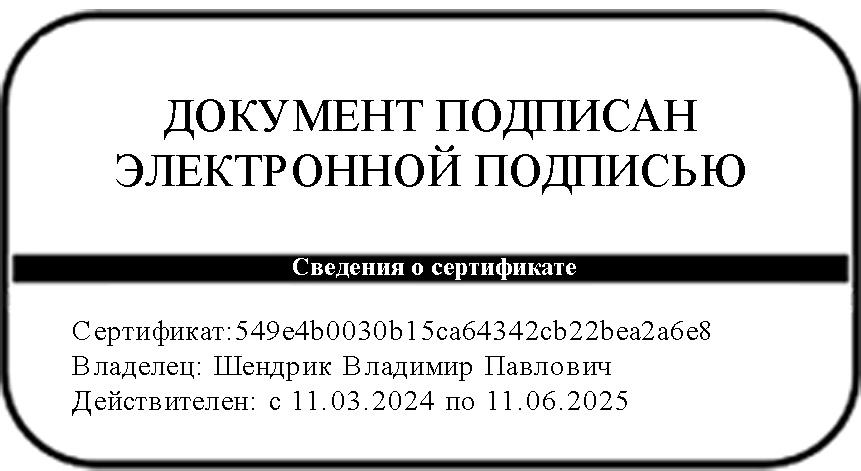 ДОКУМЕНТ ПОДПИСАН
ЭЛЕКТРОННОЙ ПОДПИСЬЮ
Сведения о сертификате
Сертификат:549e4b0030b15ca64342cb22bea2a6e8
Владелец: Шендрик Владимир Павлович
Действителен: с 11.03.2024 по 11.06.2025